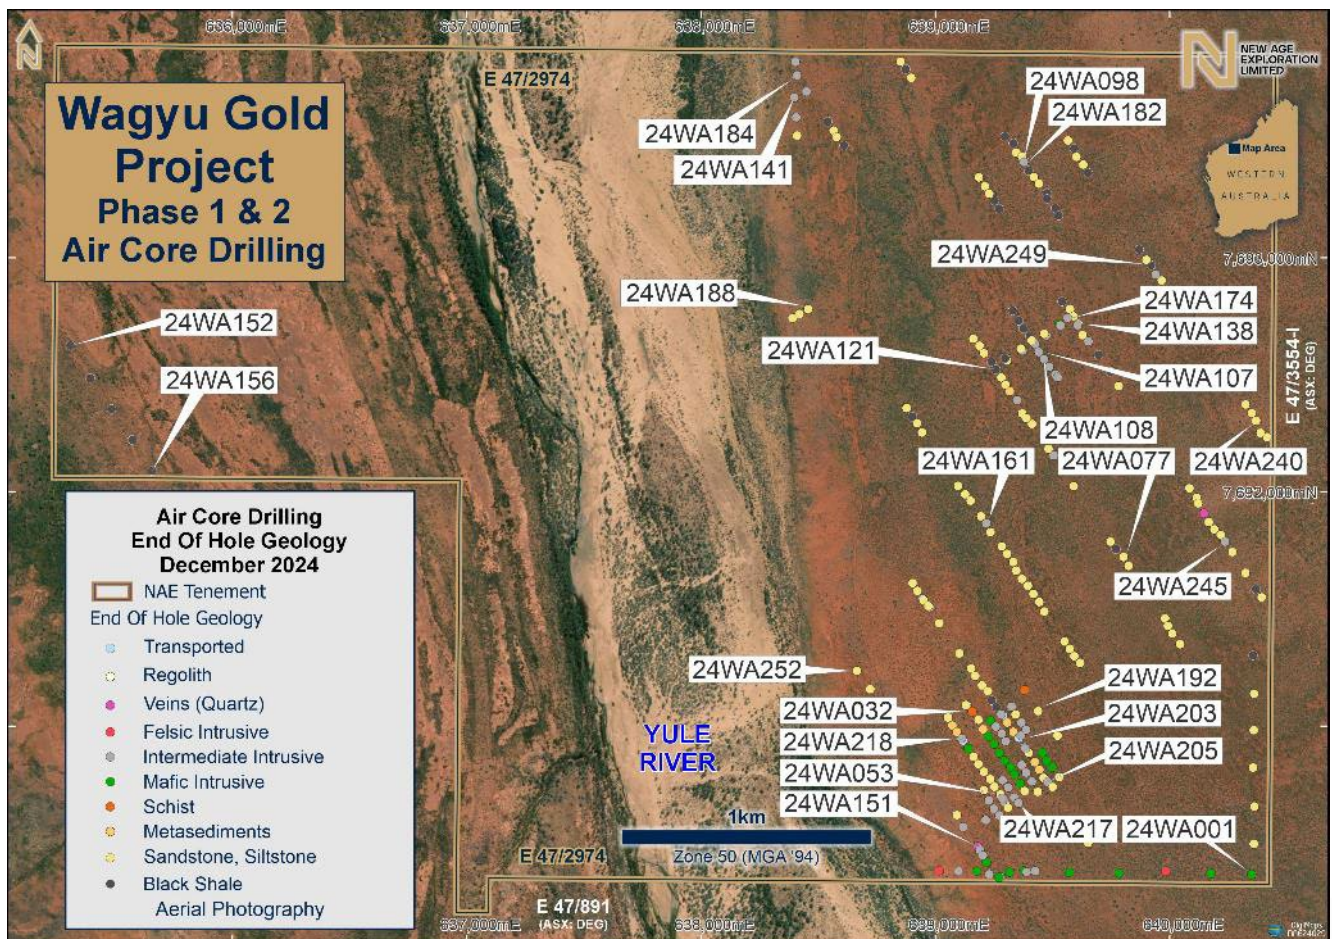 636,000mE
637,000mE
638,000mE
639,000mE
N
E 47/2974
NEW AGE
EXPLORATION
LIMITED
Wagyu Gold
Project
Phase 1 & 2
Air Core Drilling
24WA098
24WA182
24WA184
24WA141
Map Area
WESTERN
AUSTRALIA
24WA249
7,693,000mN
24WA188
24WA174
24WA138
24WA152
24WA121
24WA107
E 47/3554-I
(ASX: DEG)
24WA156
24WA108
24WA161
24WA077
24WA240
7,692,000mN
24WA245
Air Core Drilling
End Of Hole Geology
December 2024
NAE Tenement
End Of Hole Geology
Transported
Regolith
Veins (Quartz)
Felsic Intrusive
Intermediate Intrusive
Mafic Intrusive
Schist
Metasediments
Sandstone, Siltstone
Black Shale
Aerial Photography
24WA252
24WA192
24WA032
24WA203
24WA218
24WA205
24WA053
24WA151
24WA217
24WA001
YULE
RIVER
1km
Zone 50 (MGA '94)
E 47/2974
E 47/891
(ASX: DEG)
637,000mE
638,000mE
639,000mE
640,000mE